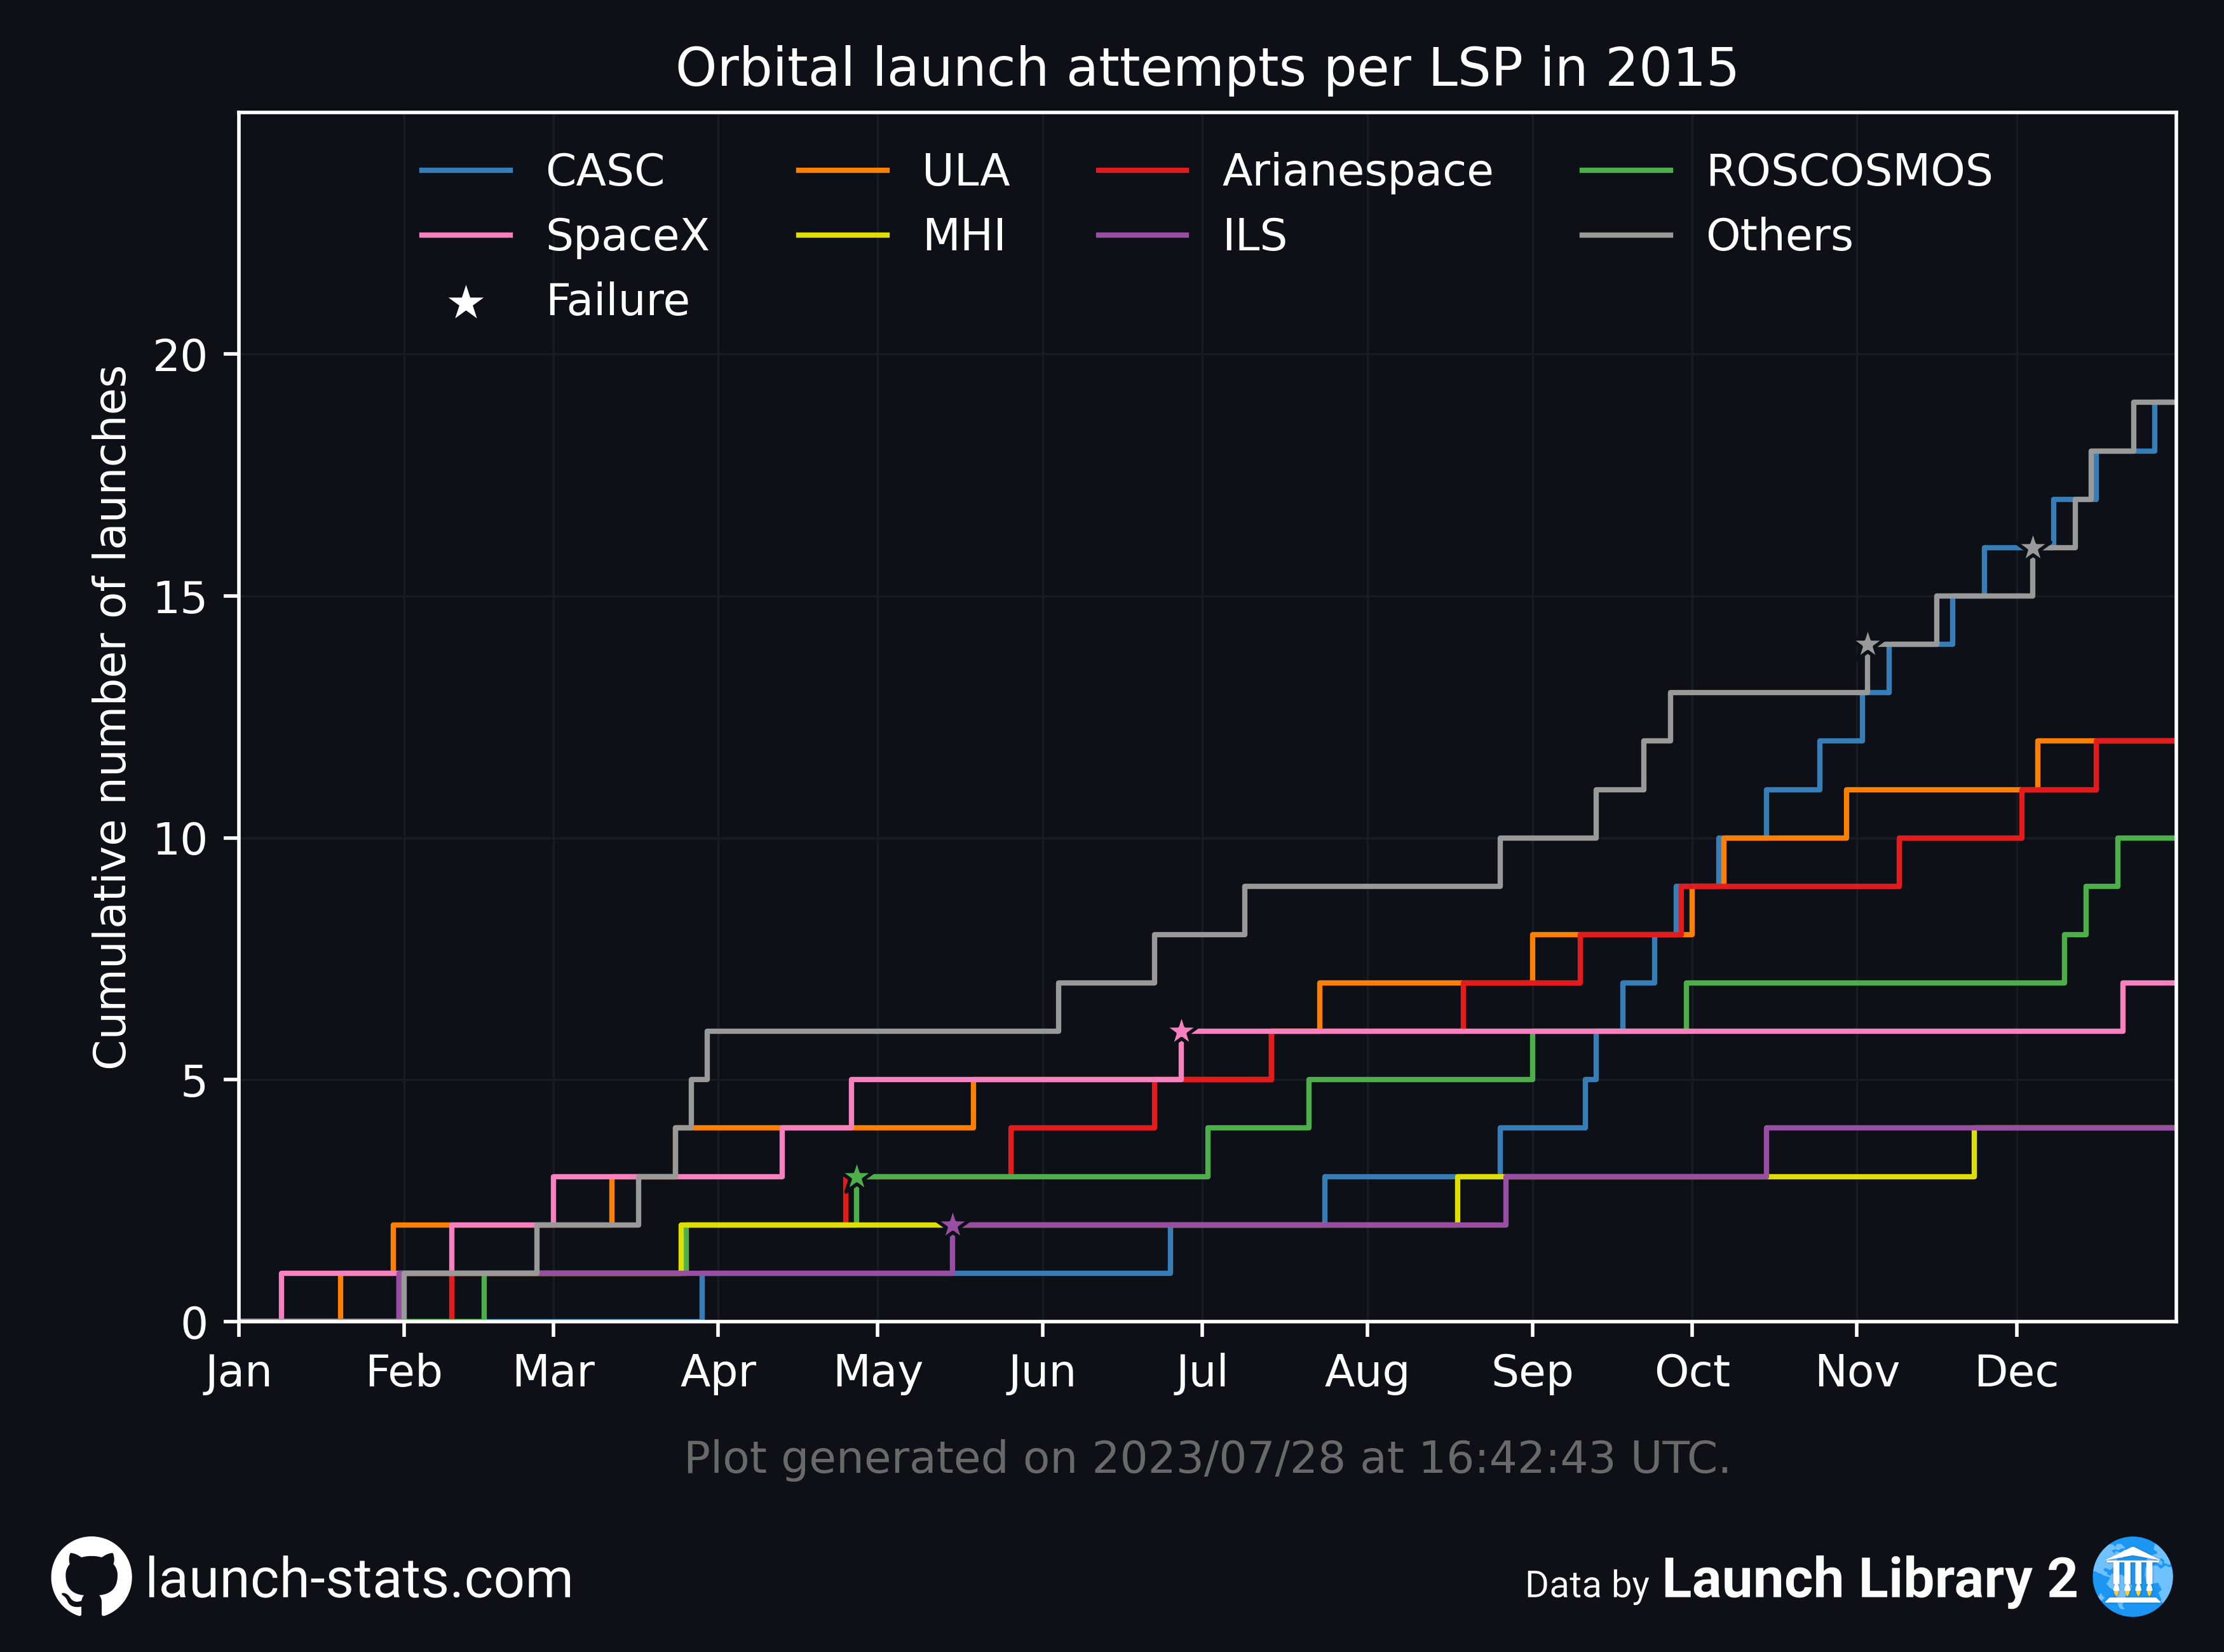 Orbital launch attempts per LSP in 2015
CASC
ULA
Arianespace
ROSCOSMOS
SpaceX
MHI
ILS
Others
Failure
Cumulative number of launches
20
15
10
5
0
Jan
Feb
Mar
Apr
May
Jun
Jul
Aug
Sep
Oct
Nov
Dec
Plot generated on 2023/07/28 at 16:42:43 UTC.
launch-stats.com
Data by Launch Library 2